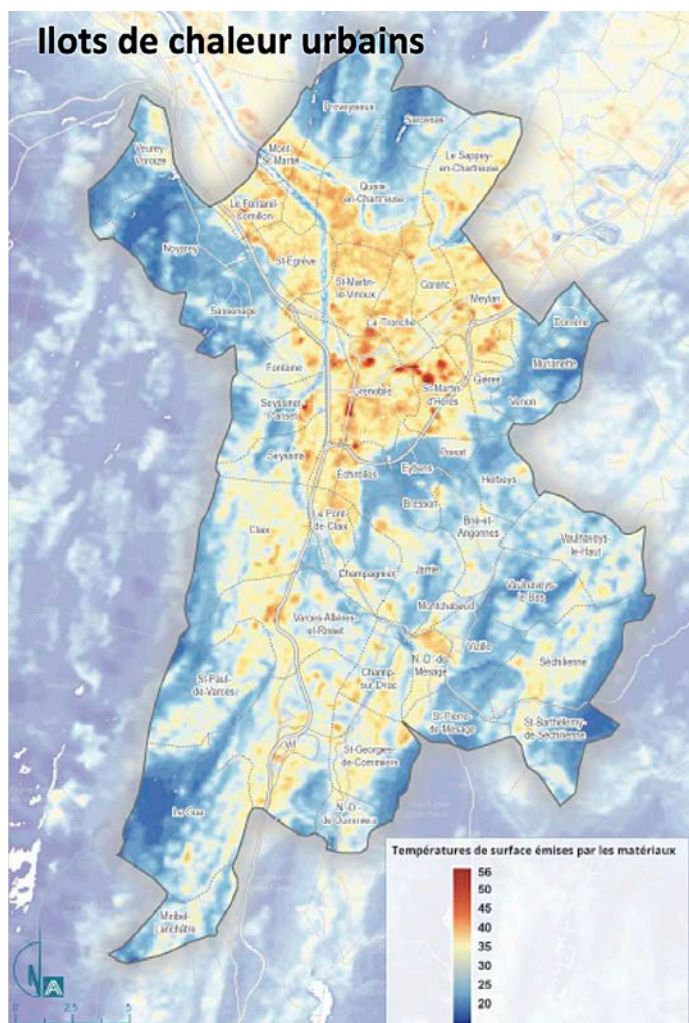 Ilots de chaleur urbains
Proveysieux
Sarcenas
Veurey-
Voroize
Mont-
St-Martin
Le Sappey-
en-Chartreuse
Quaix-
en-Chartreuse
Le Fontanil-
Cornillon
Noyarey
St-Egrève
St-Martin-
le-Vinoux
Corenc
Meylan
Sassenage
La Tronche
Domène
Murianette
Fontaine
Grenoble
St-Martin
d'Hères
Gières
Venon
Seyssinet-
Pariset
Seyssins
Échirolles
Eybens
Poisat
Herbeys
Bresson
Le Pont-
de-Claix
Claix
Brié-et-
Angonnes
Vaulnaveys-
le-Haut
Champagnier
Jarrie
Vaulnaveys-
le-Bas
Montchaboud
Varces-Allières-
et-Risset
Vizille
N.-D.-de-
Mésage
Séchilienne
St-Paul-
de-Varces
Champ-
sur-Drac
St-Pierre-
de-Mésage
St-Barthélemy-
de-Séchilienne
Vif
St-Georges-
de-Commiers
Le Gua
N.-D.-
de-Commiers
Miribel-
Lanchâtre
Températures de surface émises par les matériaux
56
50
45
40
35
30
25
20
N
A
0 2.5 5